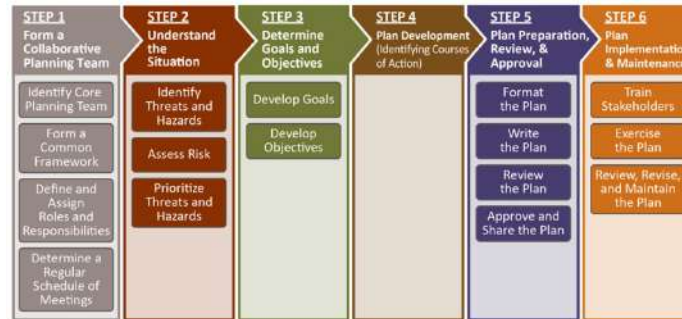 STEP 1
Form a
Collaborative
Planning Team
Identify Core
Planning Team
Form a
Common
Framework
Define and
Assign
Roles and
Responsibilities
Determine a
Regular
Schedule of
Meetings
STEP 2
Understand
the
Situation
Identify
Threats and
Hazards
Assess Risk
Prioritize
Threats and
Hazards
STEP 3
Determine
Goals and
Objectives
Develop Goals
Develop
Objectives
STEP 4
Plan Development
(Identifying Courses
of Action)
STEP 5
Plan Preparation,
Review, &
Approval
Format
the Plan
Write
the Plan
Review
the Plan
Approve and
Share the Plan
STEP 6
Plan
Implementation
& Maintenance
Train
Stakeholders
Exercise
the Plan
Review, Revise,
and Maintain
the Plan